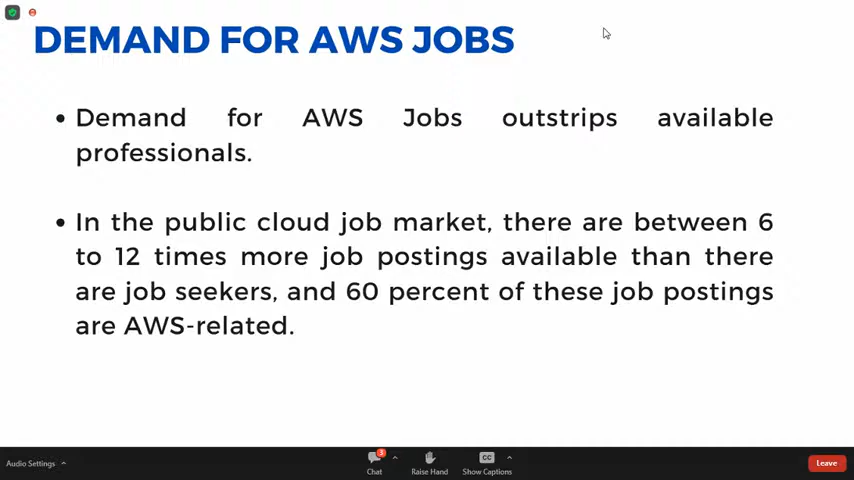 DEMAND FOR AWS JOBS
• Demand for AWS Jobs outstrips available
professionals.
• In the public cloud job market, there are between 6
to 12 times more job postings available than there
are job seekers, and 60 percent of these job postings
are AWS-related.
Audio Settings
3
Chat
Raise Hand
CC
Show Captions
Leave